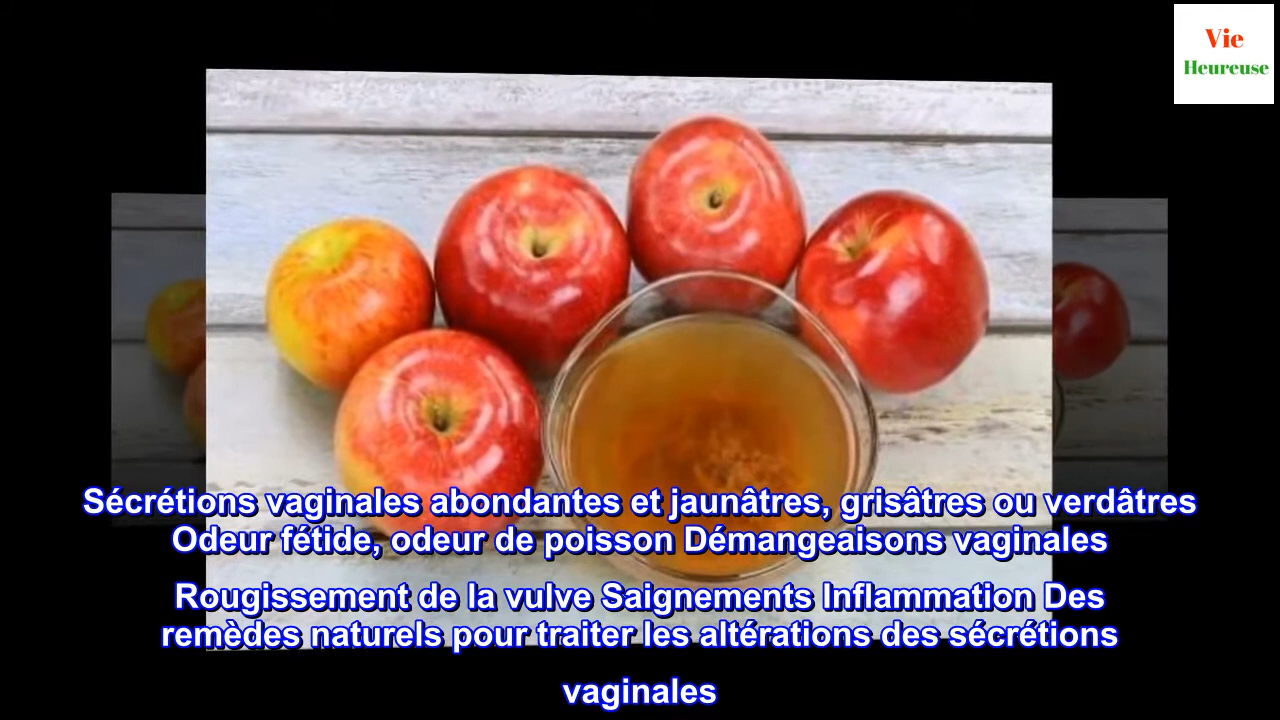 Vie
Heureuse
Sécrétions vaginales abondantes et jaunâtres, grisâtres ou verdâtres
Odeur fétide, odeur de poisson Démangeaisons vaginales
Rougissement de la vulve Saignements Inflammation Des
remèdes naturels pour traiter les altérations des sécrétions
vaginales